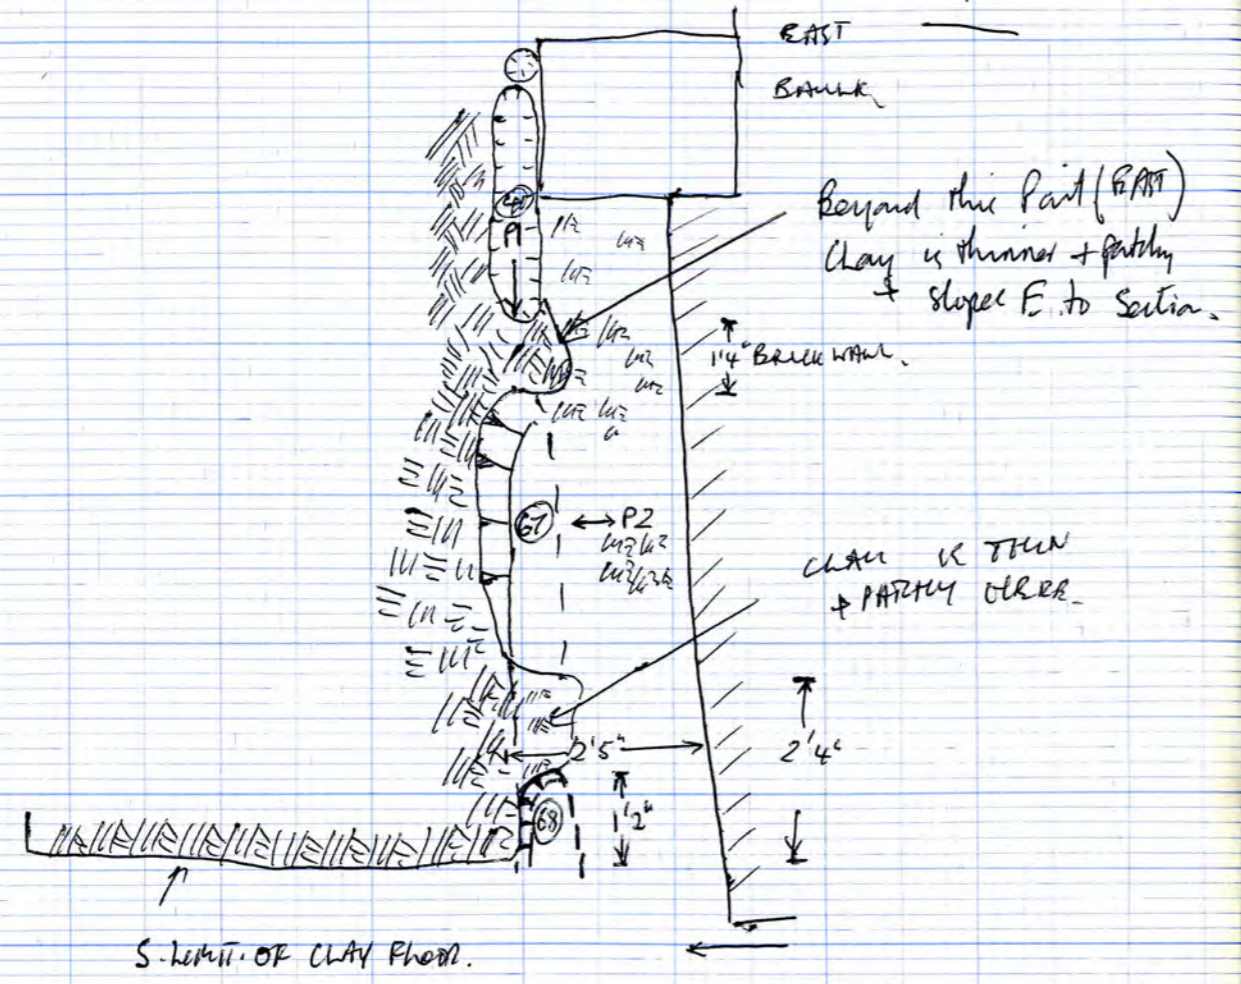 EAST
BAULK
Beyond this Point (EAST)
Clay is thinner + patchy
+ slopes E. to Section.
P1
1'4" BRICK WALL.
67
P2
CLAY IS THIN
+ PATCHY HERE.
2'5"
2'4"
68
1'2"
S. LIMIT. OF CLAY FLOOR.